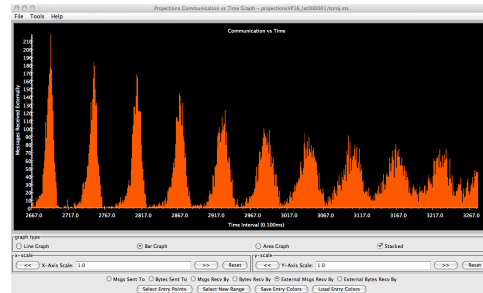 Projections Communication vs Time Graph - projectionsVP16_lat000001/tproj.sts
File Tools Help
Communication vs Time
210
200
190
180
170
160
150
140
130
120
110
100
90
80
70
60
50
40
30
20
10
Messages Received Externally
2667.0 2717.0 2767.0 2817.0 2867.0 2917.0 2967.0 3017.0 3067.0 3117.0 3167.0 3217.0 3267.0
Time Interval (0.100ms)
graph type
Line Graph Bar Graph Area Graph Stacked
x-scale y-scale
<< X-Axis Scale: 1.0 >> Reset << Y-Axis Scale: 1.0 >> Reset
Msgs Sent To Bytes Sent To Msgs Recv By Bytes Recv By External Msgs Recv By External Bytes Recv By
Select Entry Points Select New Range Save Entry Colors Load Entry Colors